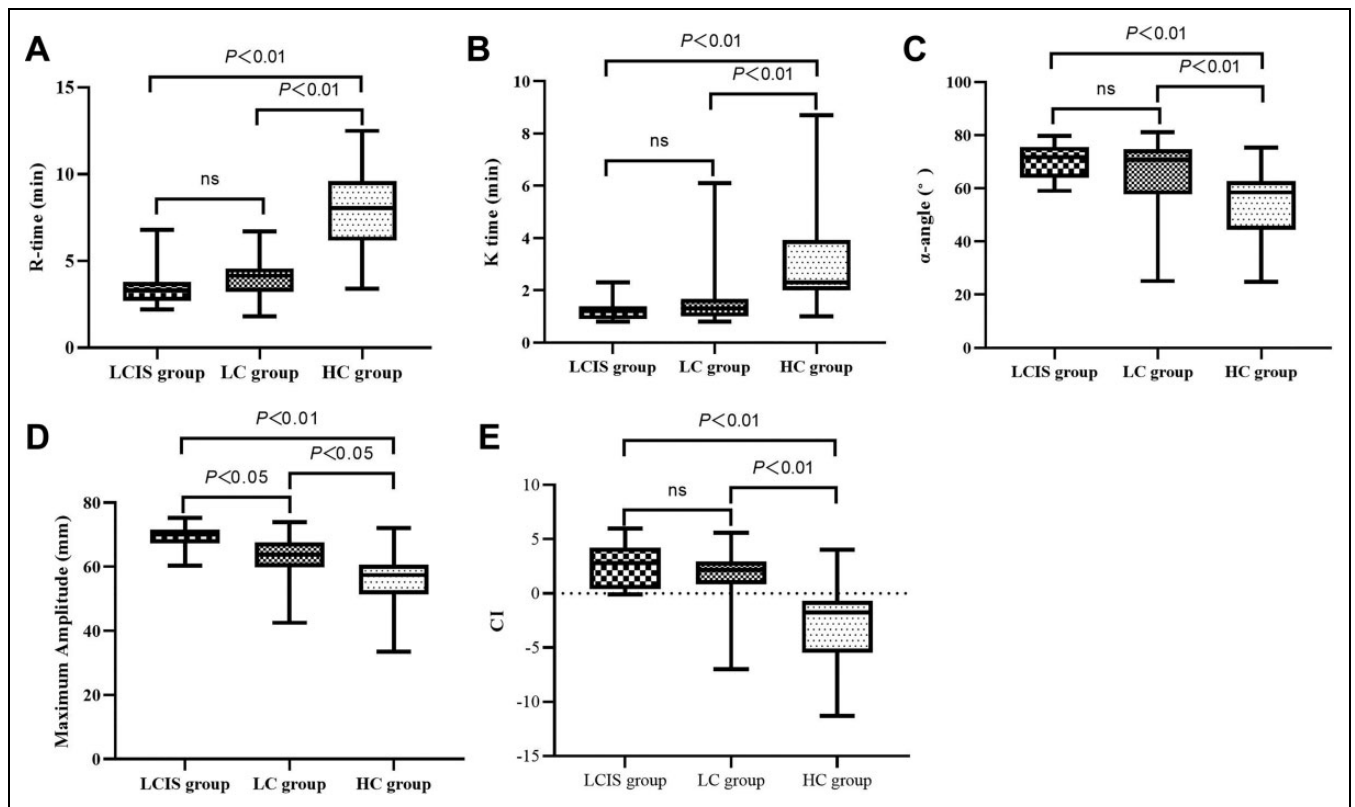 A
P<0.01
P<0.01
ns
R-time (min)
15
10
5
0
LCIS group
LC group
HC group
B
P<0.01
P<0.01
ns
K time (min)
10
8
6
4
2
0
LCIS group
LC group
HC group
C
P<0.01
P<0.01
ns
α-angle (°)
100
80
60
40
20
0
LCIS group
LC group
HC group
D
P<0.01
P<0.05
P<0.05
Maximum Amplitude (mm)
80
60
40
20
0
LCIS group
LC group
HC group
E
P<0.01
P<0.01
ns
CI
10
5
0
-5
-10
-15
LCIS group
LC group
HC group